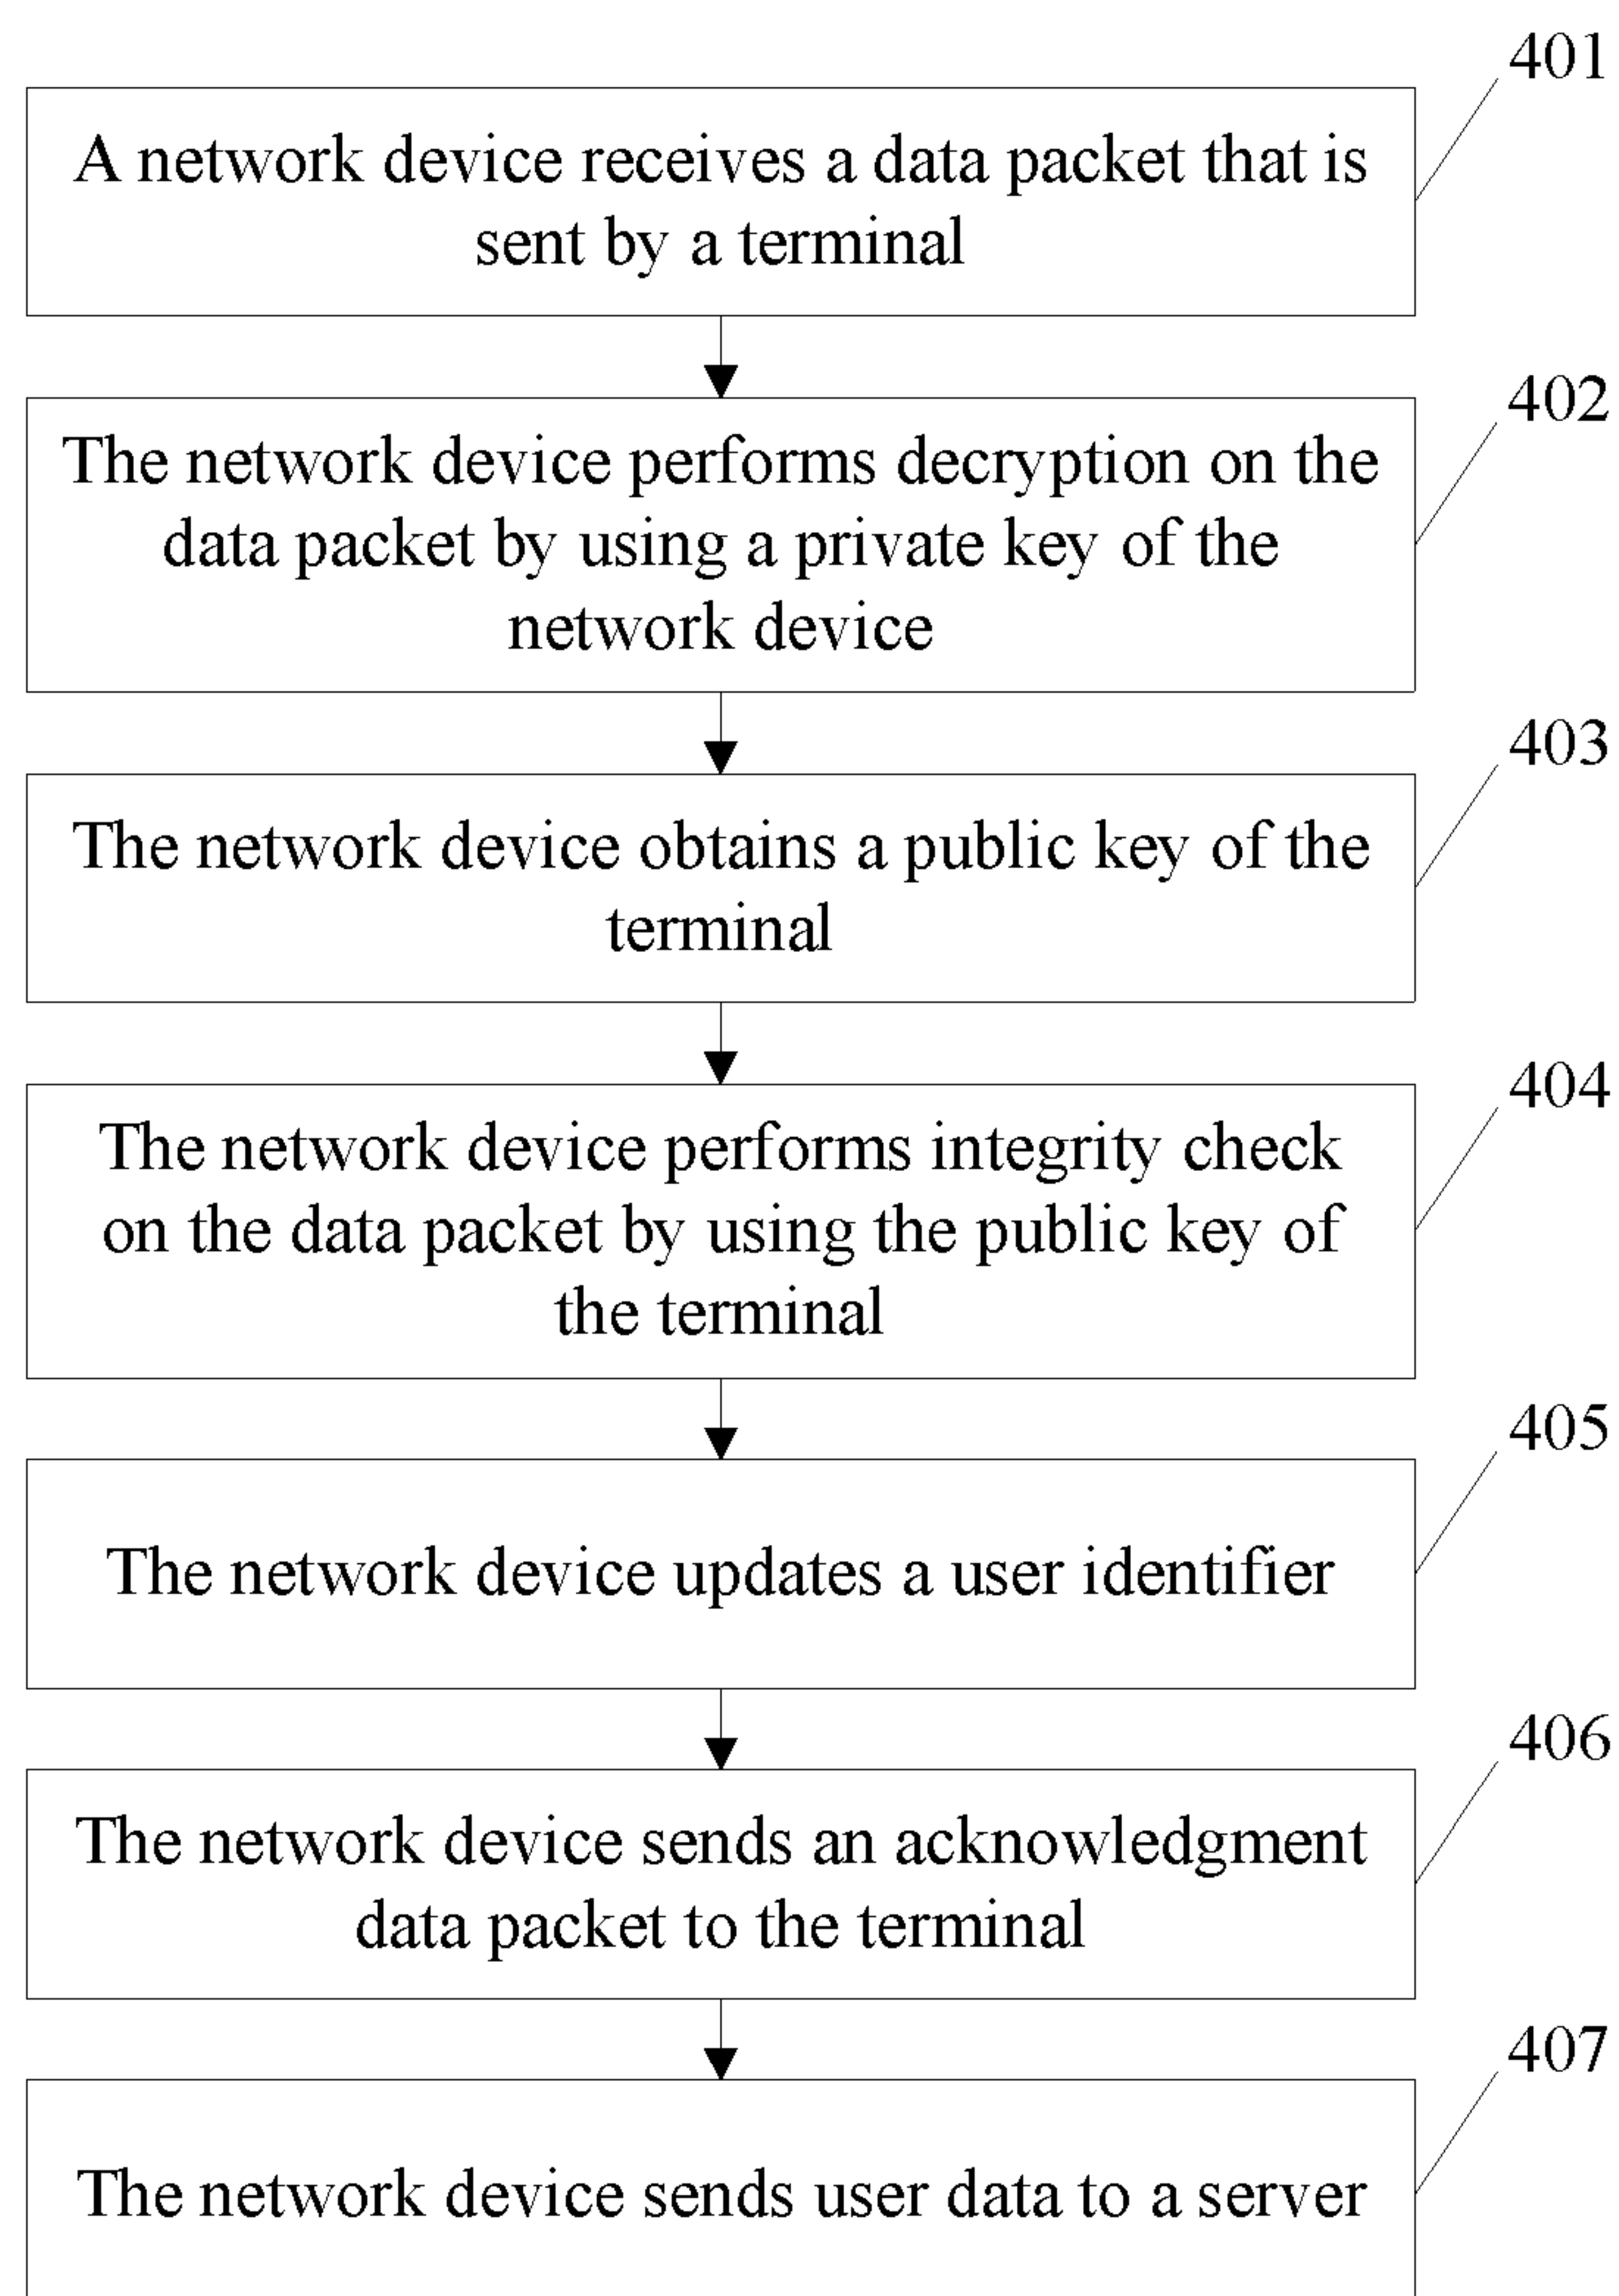 401
A network device receives a data packet that is
sent by a terminal
402
The network device performs decryption on the
data packet by using a private key of the
network device
403
The network device obtains a public key of the
terminal
404
The network device performs integrity check
on the data packet by using the public key of
the terminal
405
The network device updates a user identifier
406
The network device sends an acknowledgment
data packet to the terminal
407
The network device sends user data to a server